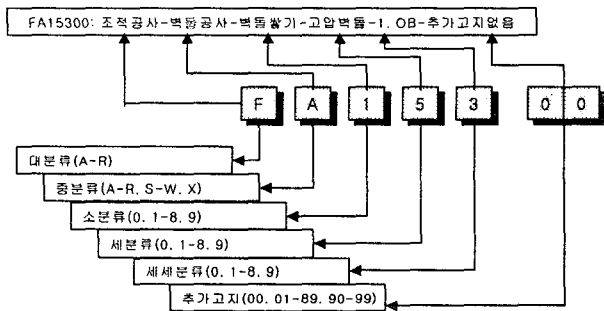 FA15300: 조적공사-벽돌공사-벽돌쌓기-고압벽돌-1. 0B-추가고지없음
F A 1 5 3 0 0
대분류(A-R)
중분류(A-R. S-W. X)
소분류(0. 1-8. 9)
세분류(0. 1-8. 9)
세세분류(0. 1-8. 9)
추가고지(00. 01-89. 90-99)